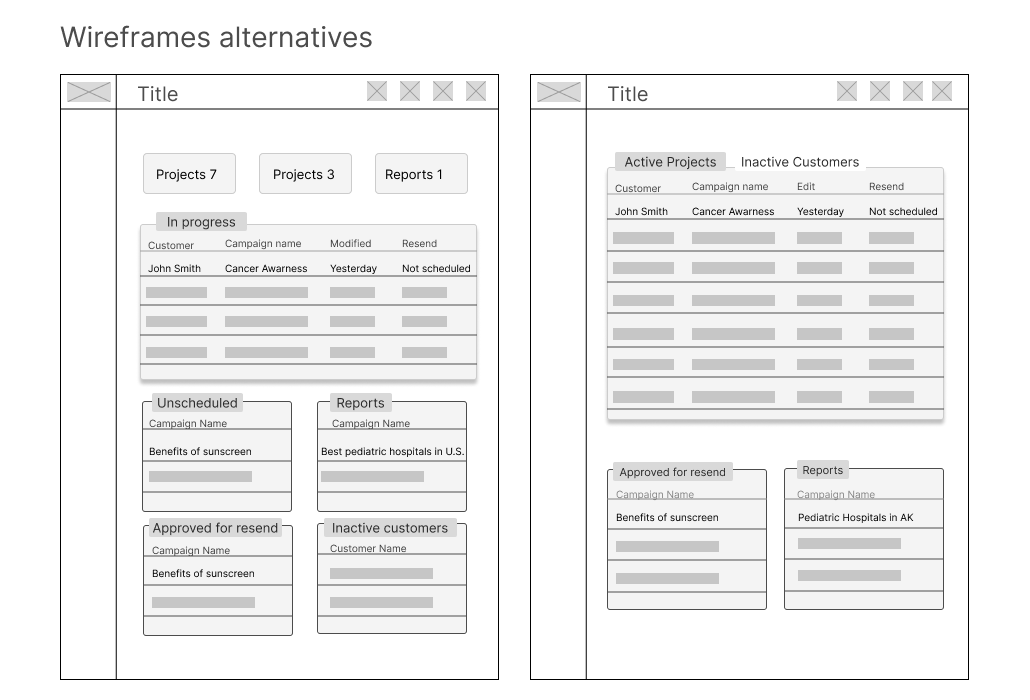 Wireframes alternatives
Title
Projects 7 Projects 3 Reports 1
In progress
Customer Campaign name Modified Resend
John Smith Cancer Awarness Yesterday Not scheduled
Unscheduled
Campaign Name
Benefits of sunscreen
Reports
Campaign Name
Best pediatric hospitals in U.S.
Approved for resend
Campaign Name
Benefits of sunscreen
Inactive customers
Customer Name
Title
Active Projects Inactive Customers
Customer Campaign name Edit Resend
John Smith Cancer Awarness Yesterday Not scheduled
Approved for resend
Campaign Name
Benefits of sunscreen
Reports
Campaign Name
Pediatric Hospitals in AK